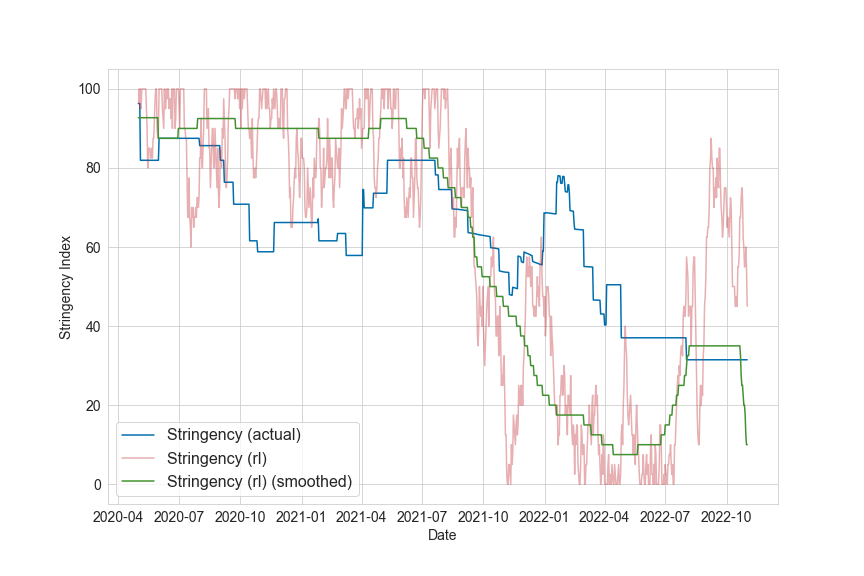 100
80
60
40
20
0
Stringency Index
Stringency (actual)
Stringency (rl)
Stringency (rl) (smoothed)
2020-04 2020-07 2020-10 2021-01 2021-04 2021-07 2021-10 2022-01 2022-04 2022-07 2022-10
Date